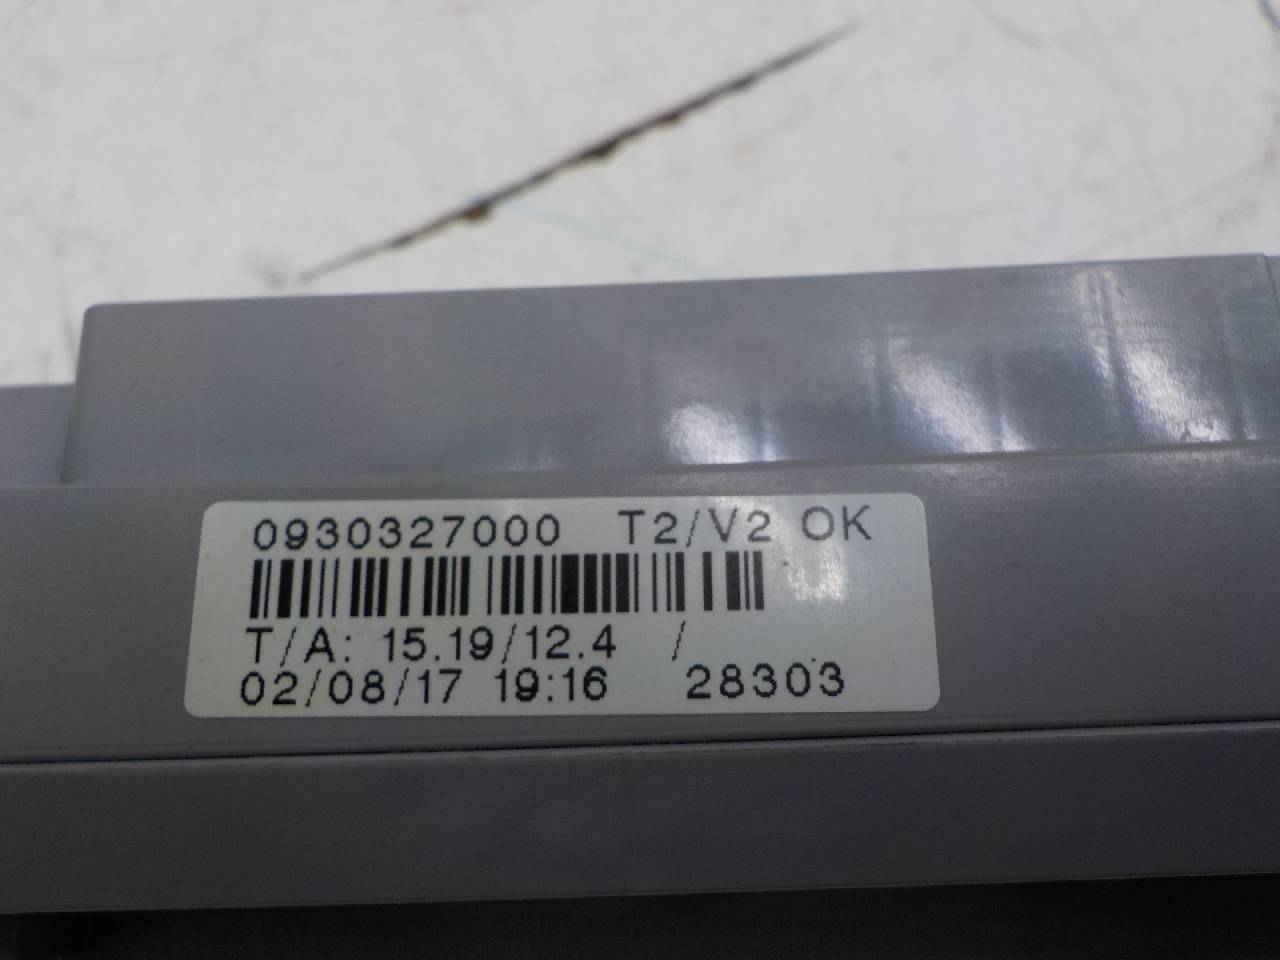 0930327000 T2/V2 OK
T/A: 15.19/12.4 /
02/08/17 19:16 28303